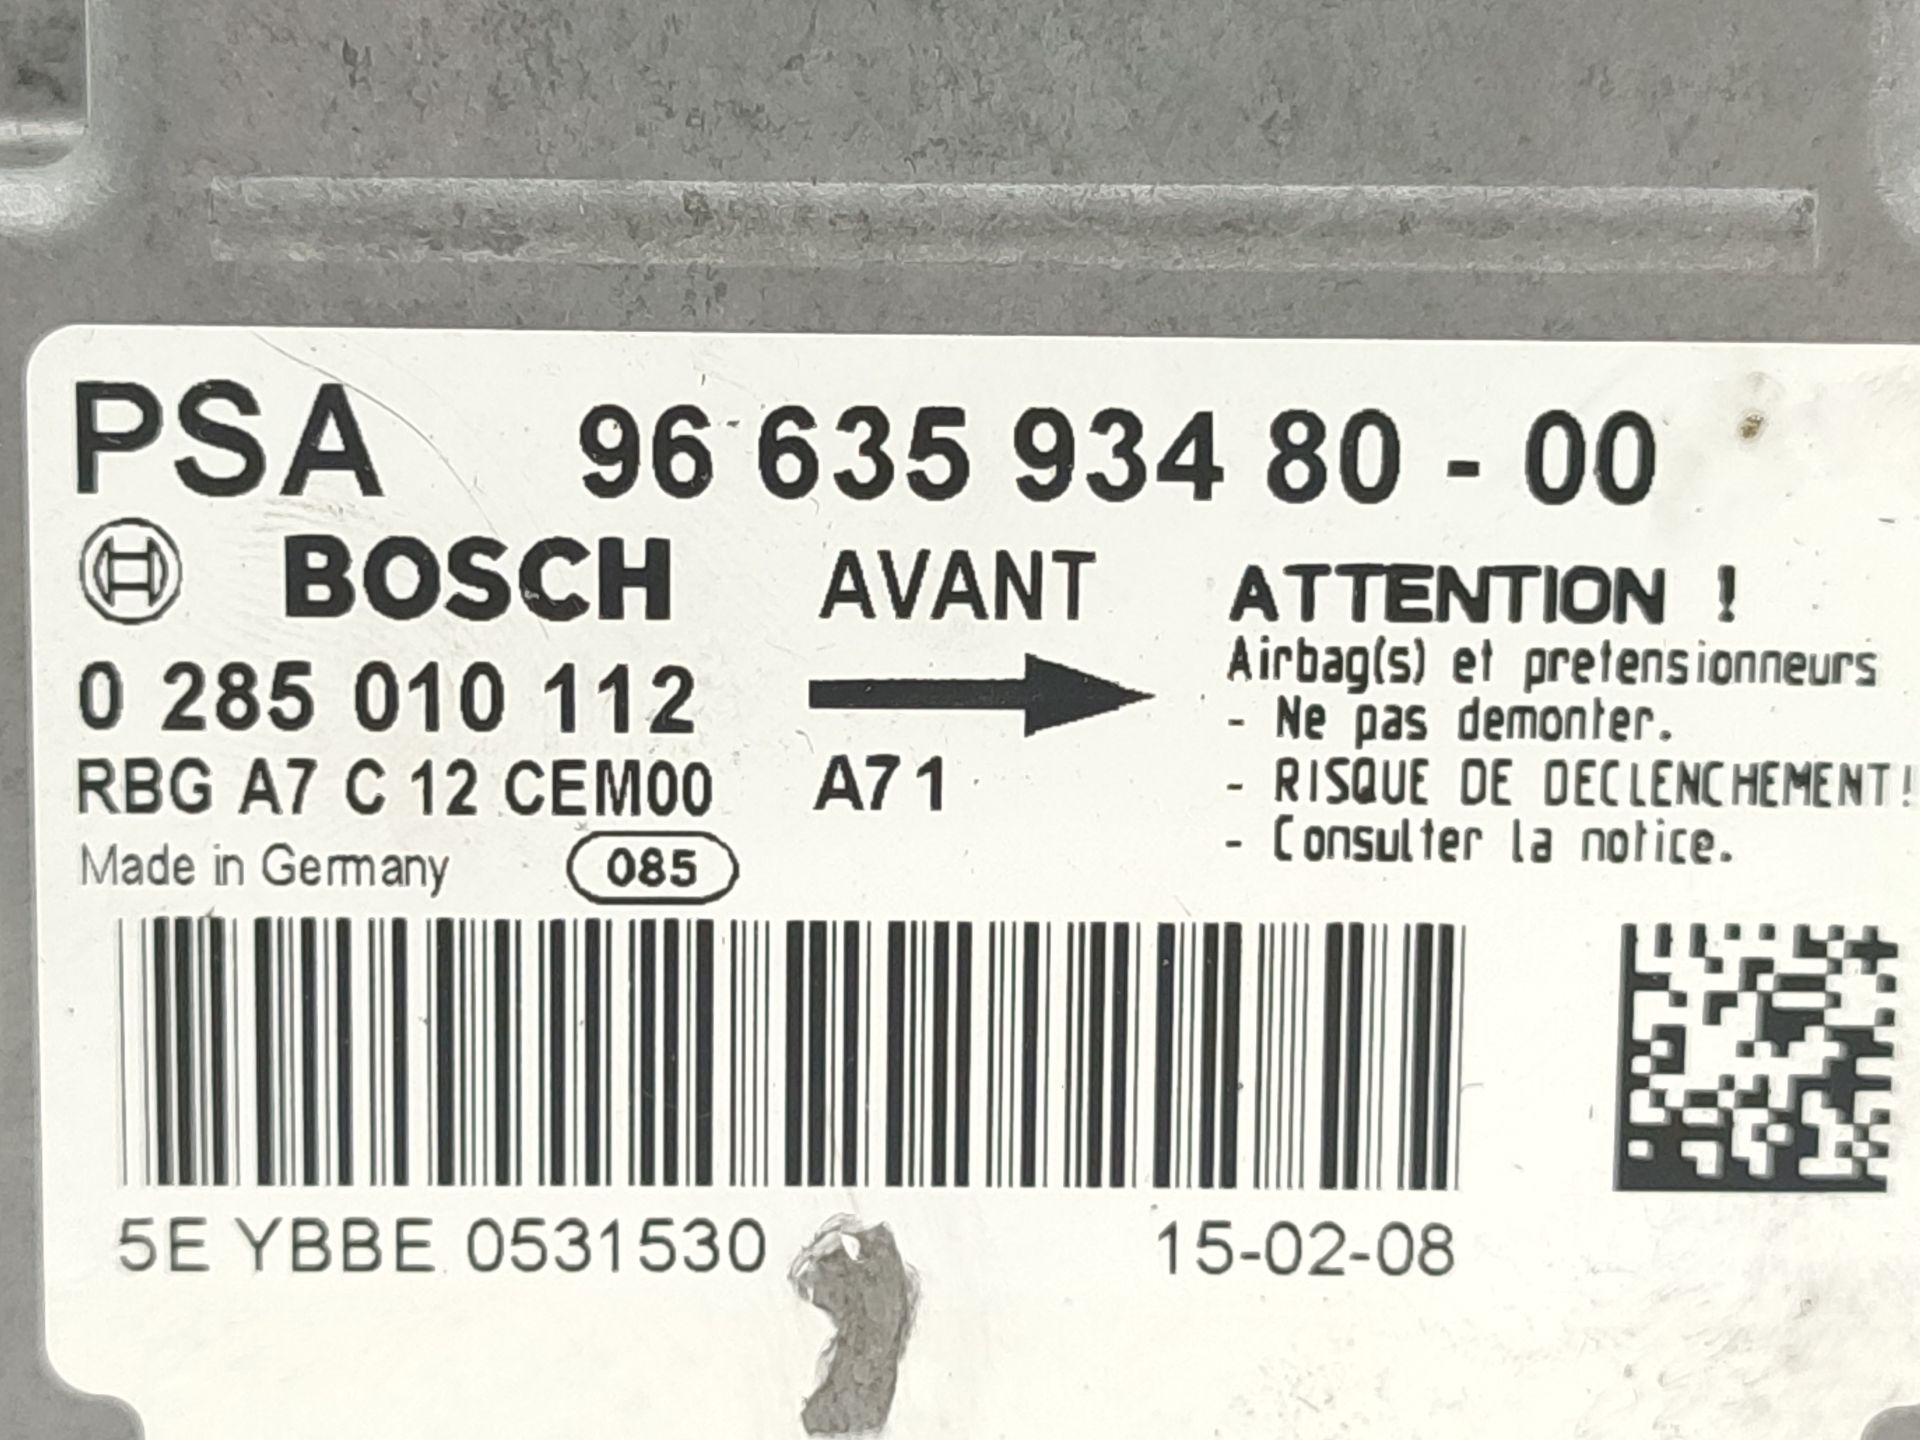 PSA 96 635 934 80 - 00
BOSCH AVANT ATTENTION !
Airbag(s) et pretensionneurs
0 285 010 112
- Ne pas demonter.
RBG A7 C 12 CEM00 A71
- RISQUE DE DECLENCHEMENT!
Made in Germany 085
- Consulter la notice.
5E YBBE 0531530 15-02-08